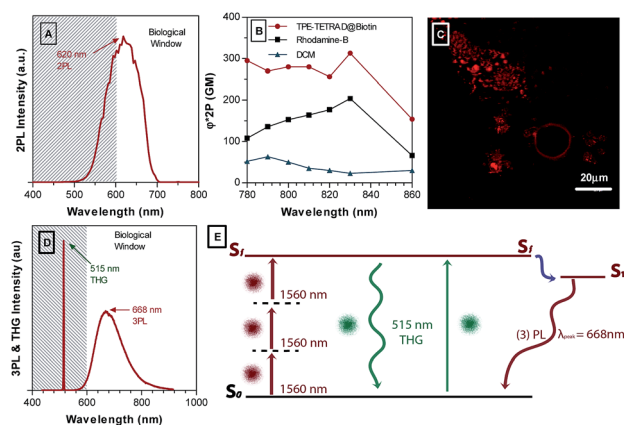 A
Biological
Window
620 nm
2PL
2PL Intensity (a.u.)
400 500 600 700 800
Wavelength (nm)
B
TPE-TETRAD@Biotin
Rhodamine-B
DCM
φ*2P (GM)
400
300
200
100
0
780 800 820 840 860
Wavelength (nm)
C
20μm
D
Biological
Window
515 nm
THG
668 nm
3PL
3PL & THG Intensity (au)
200 400 600 800 1000
Wavelength (nm)
E
1560 nm
1560 nm
1560 nm
515 nm
THG
(3) PL λpeak = 668nm
S0